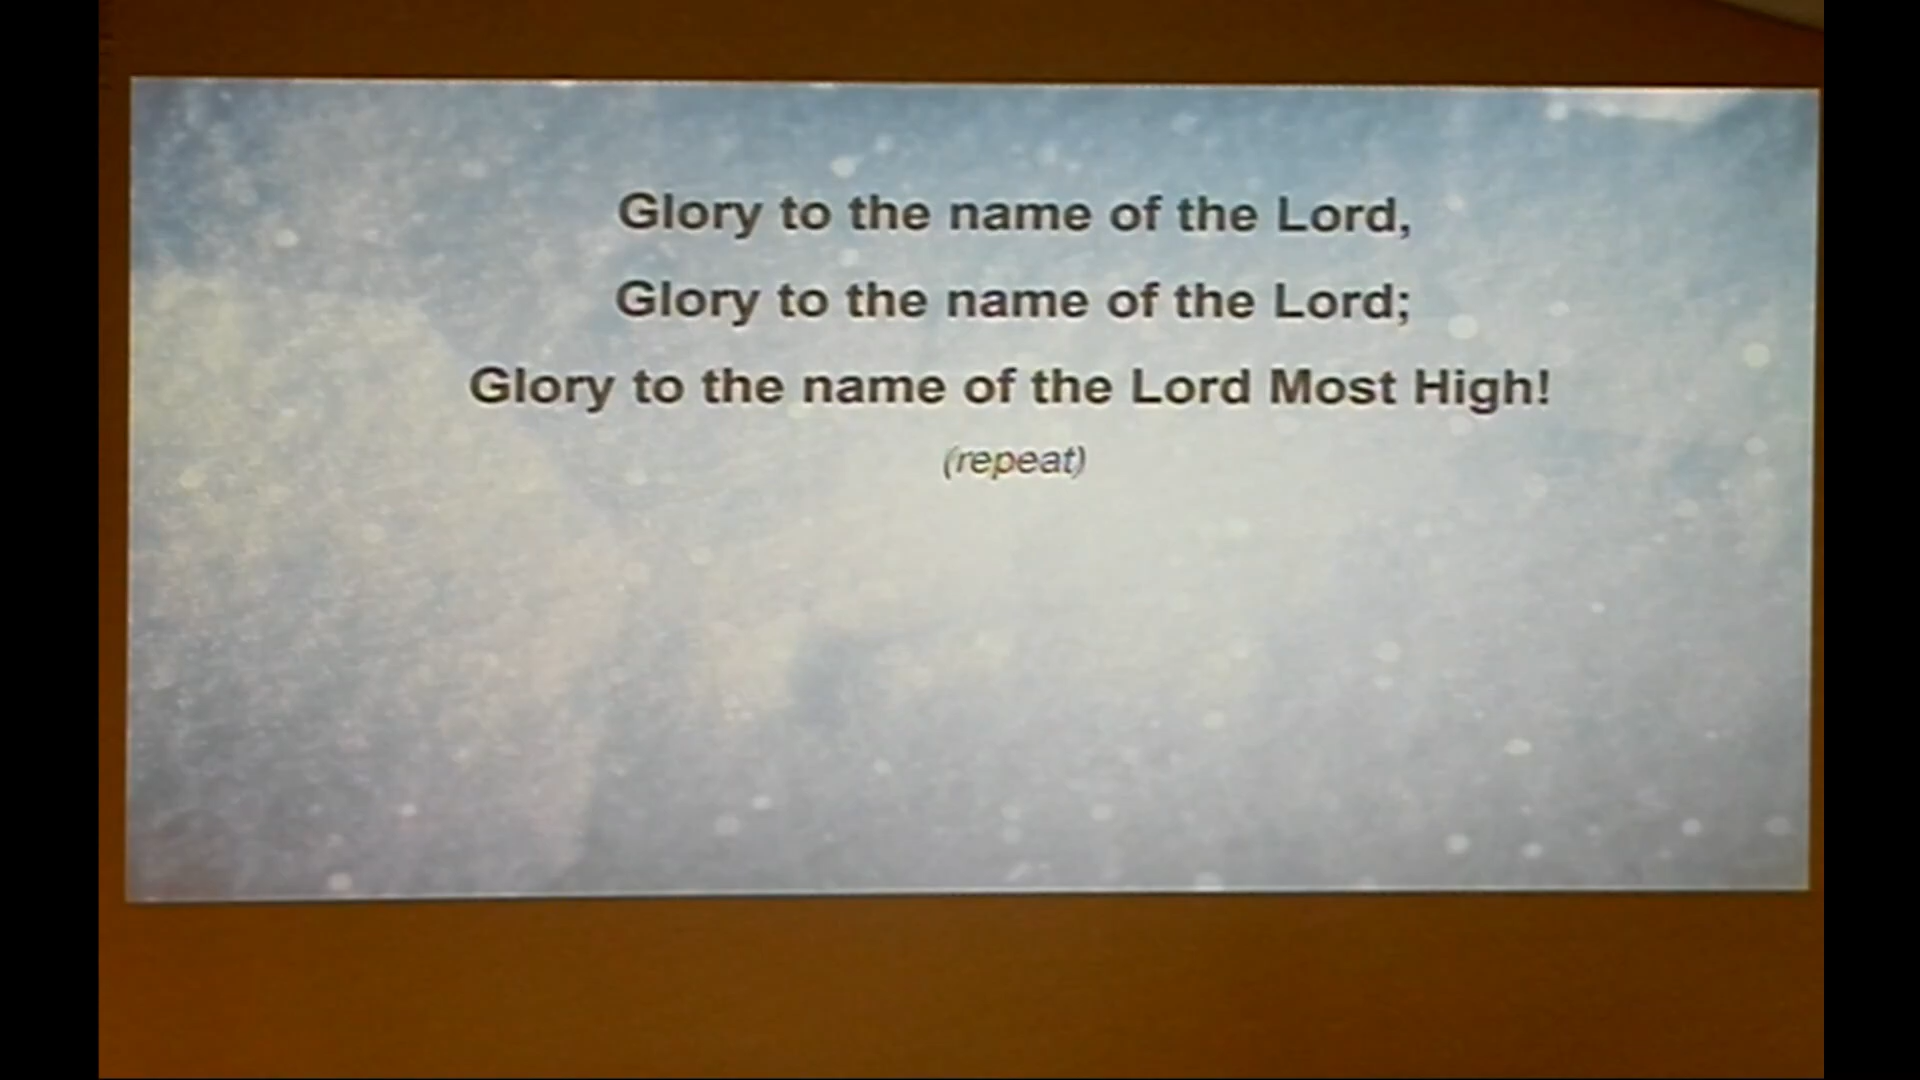 Glory to the name of the Lord,
Glory to the name of the Lord;
Glory to the name of the Lord Most High!
(repeat)